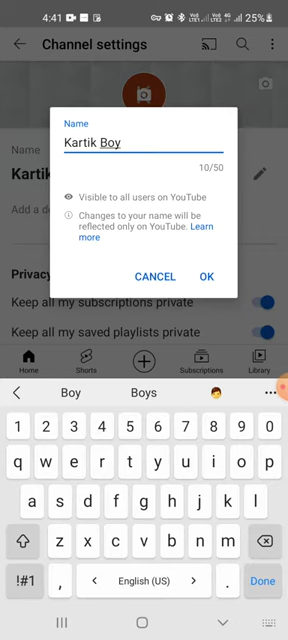 4:41
25%
Channel settings
Name
Kartik Boy
10/50
Visible to all users on YouTube
Changes to your name will be
reflected only on YouTube. Learn
more
CANCEL OK
Name
Kartik
Add a de
Privacy
Keep all my subscriptions private
Keep all my saved playlists private
Home Shorts Subscriptions Library
Boy Boys
1 2 3 4 5 6 7 8 9 0
q w e r t y u i o p
a s d f g h j k l
z x c v b n m
!#1 , English (US) . Done